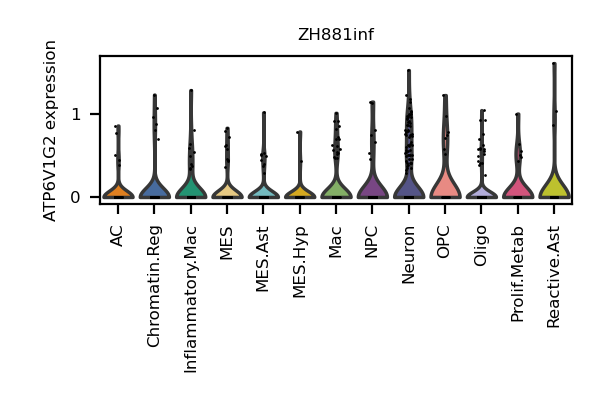 ZH881inf
ATP6V1G2 expression
1
0
AC
Chromatin.Reg
Inflammatory.Mac
MES
MES.Ast
MES.Hyp
Mac
NPC
Neuron
OPC
Oligo
Prolif.Metab
Reactive.Ast